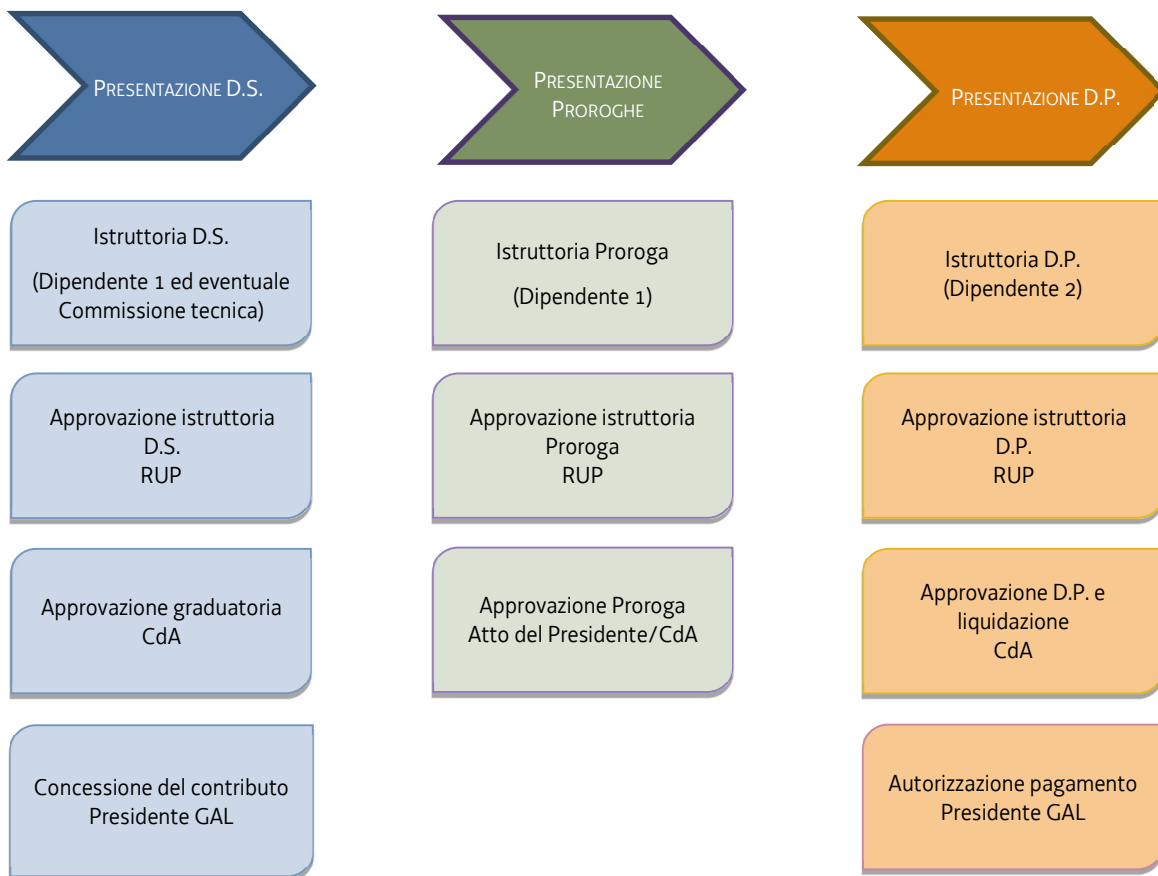 PRESENTAZIONE D.S.
Istruttoria D.S.
(Dipendente 1 ed eventuale
Commissione tecnica)
Approvazione istruttoria
D.S.
RUP
Approvazione graduatoria
CdA
Concessione del contributo
Presidente GAL
PRESENTAZIONE
PROROGHE
Istruttoria Proroga
(Dipendente 1)
Approvazione istruttoria
Proroga
RUP
Approvazione Proroga
Atto del Presidente/CdA
PRESENTAZIONE D.P.
Istruttoria D.P.
(Dipendente 2)
Approvazione istruttoria
D.P.
RUP
Approvazione D.P. e
liquidazione
CdA
Autorizzazione pagamento
Presidente GAL